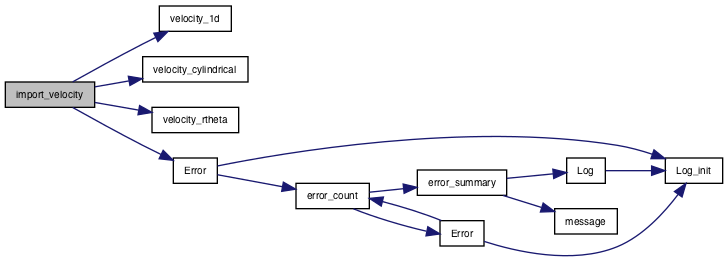 velocity_1d
velocity_cylindrical
import_velocity
velocity_rtheta
Error
Log_init
Log
error_summary
error_count
message
Error